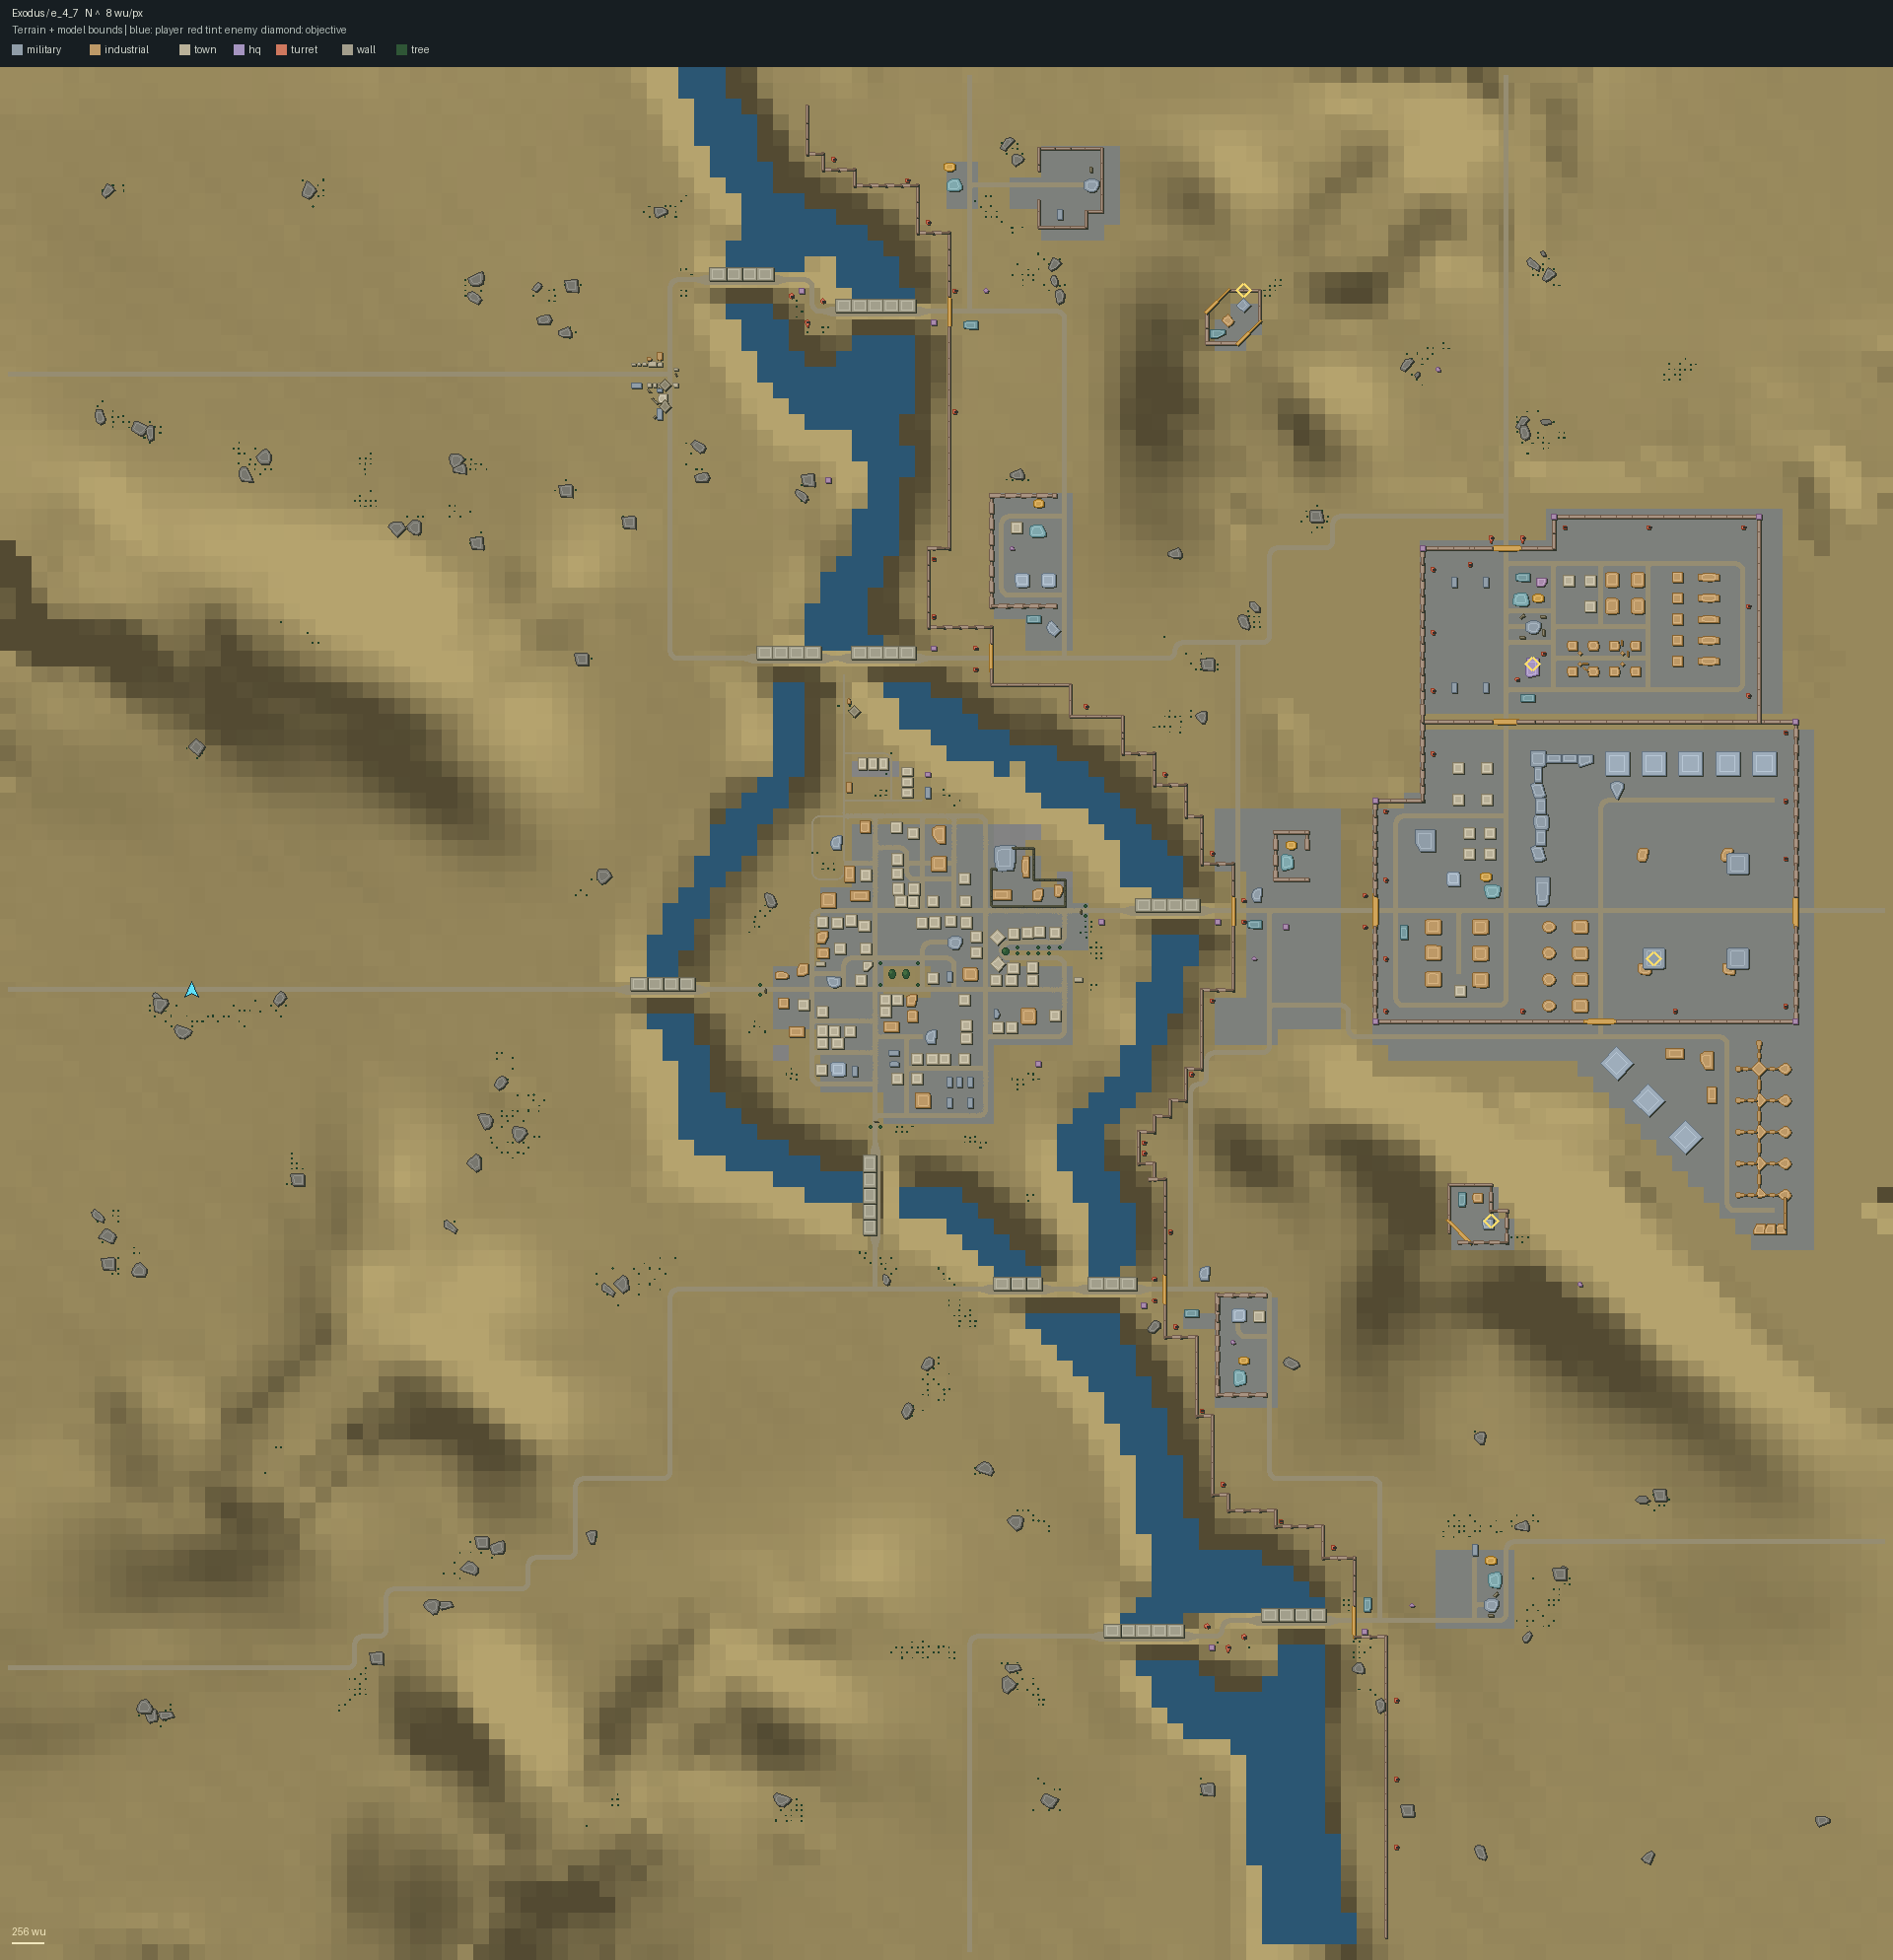 Exodus/e_4_7 N ^ 8 wu/px
Terrain + model bounds | blue: player red tint: enemy diamond: objective
military industrial town hq turret wall tree
256 wu